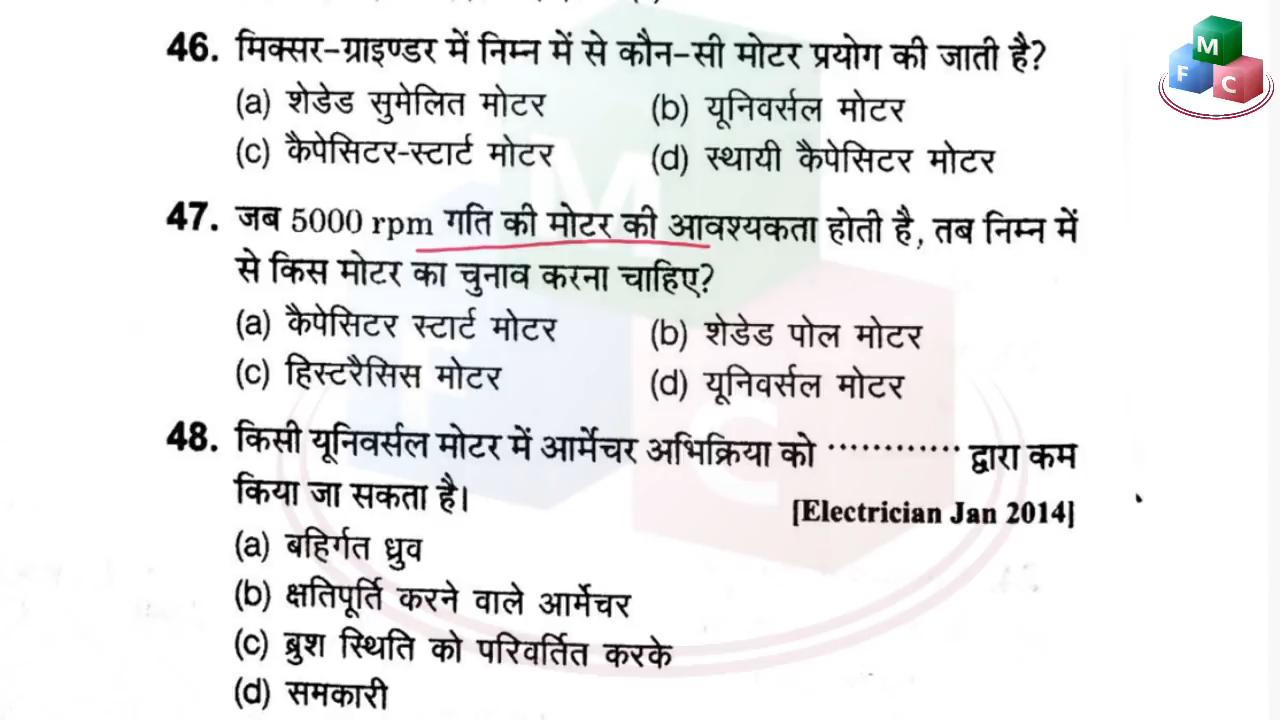 46. मिक्सर-ग्राइण्डर में निम्न में से कौन-सी मोटर प्रयोग की जाती है?
(a) शेडेड सुमेलित मोटर (b) यूनिवर्सल मोटर
(c) कैपेसिटर-स्टार्ट मोटर (d) स्थायी कैपेसिटर मोटर
47. जब 5000 rpm गति की मोटर की आवश्यकता होती है, तब निम्न में
से किस मोटर का चुनाव करना चाहिए?
(a) कैपेसिटर स्टार्ट मोटर (b) शेडेड पोल मोटर
(c) हिस्टरैसिस मोटर (d) यूनिवर्सल मोटर
48. किसी यूनिवर्सल मोटर में आर्मेचर अभिक्रिया को ............ द्वारा कम
किया जा सकता है।
[Electrician Jan 2014]
(a) बहिर्गत ध्रुव
(b) क्षतिपूर्ति करने वाले आर्मेचर
(c) ब्रुश स्थिति को परिवर्तित करके
(d) समकारी
M
F C
M
F C